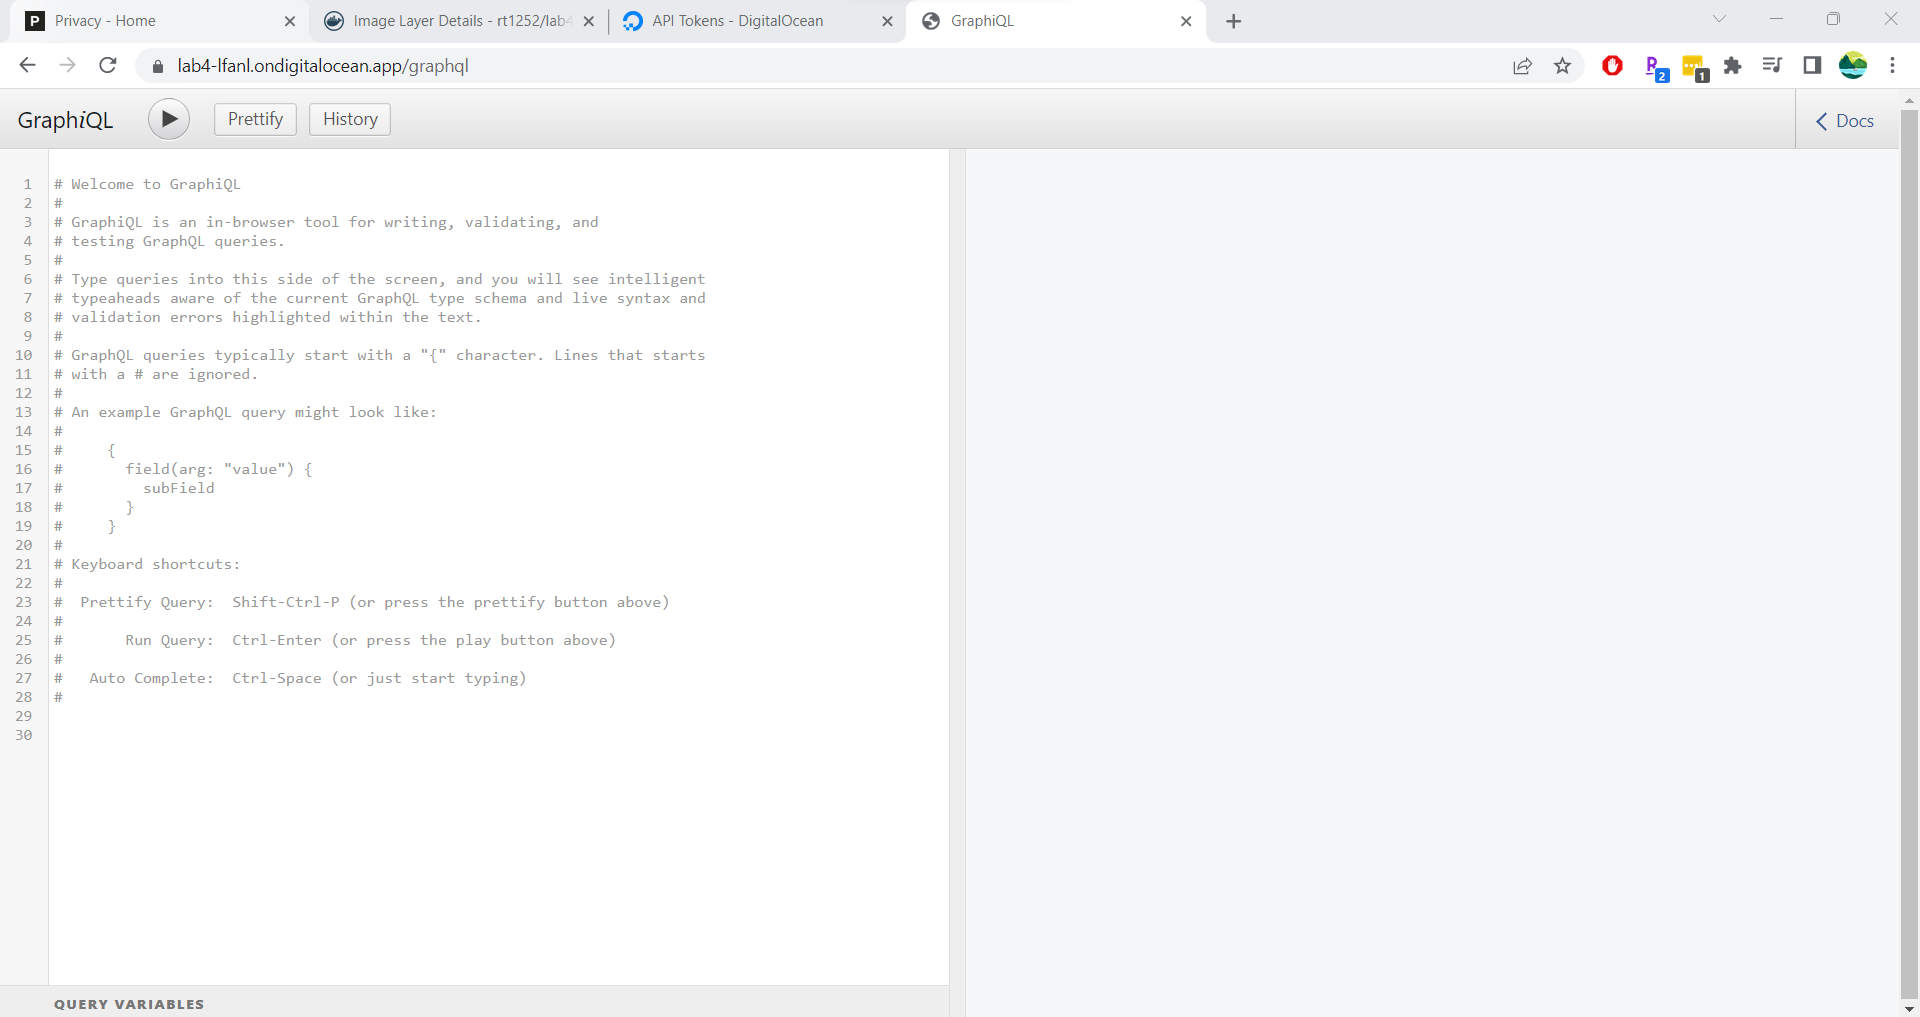 P Privacy - Home
Image Layer Details - rt1252/lab4
API Tokens - DigitalOcean
GraphiQL
lab4-lfanl.ondigitalocean.app/graphql
2
1
GraphiQL
Prettify
History
Docs
1 # Welcome to GraphiQL
2 #
3 # GraphiQL is an in-browser tool for writing, validating, and
4 # testing GraphQL queries.
5 #
6 # Type queries into this side of the screen, and you will see intelligent
7 # typeaheads aware of the current GraphQL type schema and live syntax and
8 # validation errors highlighted within the text.
9 #
10 # GraphQL queries typically start with a "{" character. Lines that starts
11 # with a # are ignored.
12 #
13 # An example GraphQL query might look like:
14 #
15 #     {
16 #       field(arg: "value") {
17 #         subField
18 #       }
19 #     }
20 #
21 # Keyboard shortcuts:
22 #
23 #  Prettify Query:  Shift-Ctrl-P (or press the prettify button above)
24 #
25 #       Run Query:  Ctrl-Enter (or press the play button above)
26 #
27 #   Auto Complete:  Ctrl-Space (or just start typing)
28 #
29
30
QUERY VARIABLES